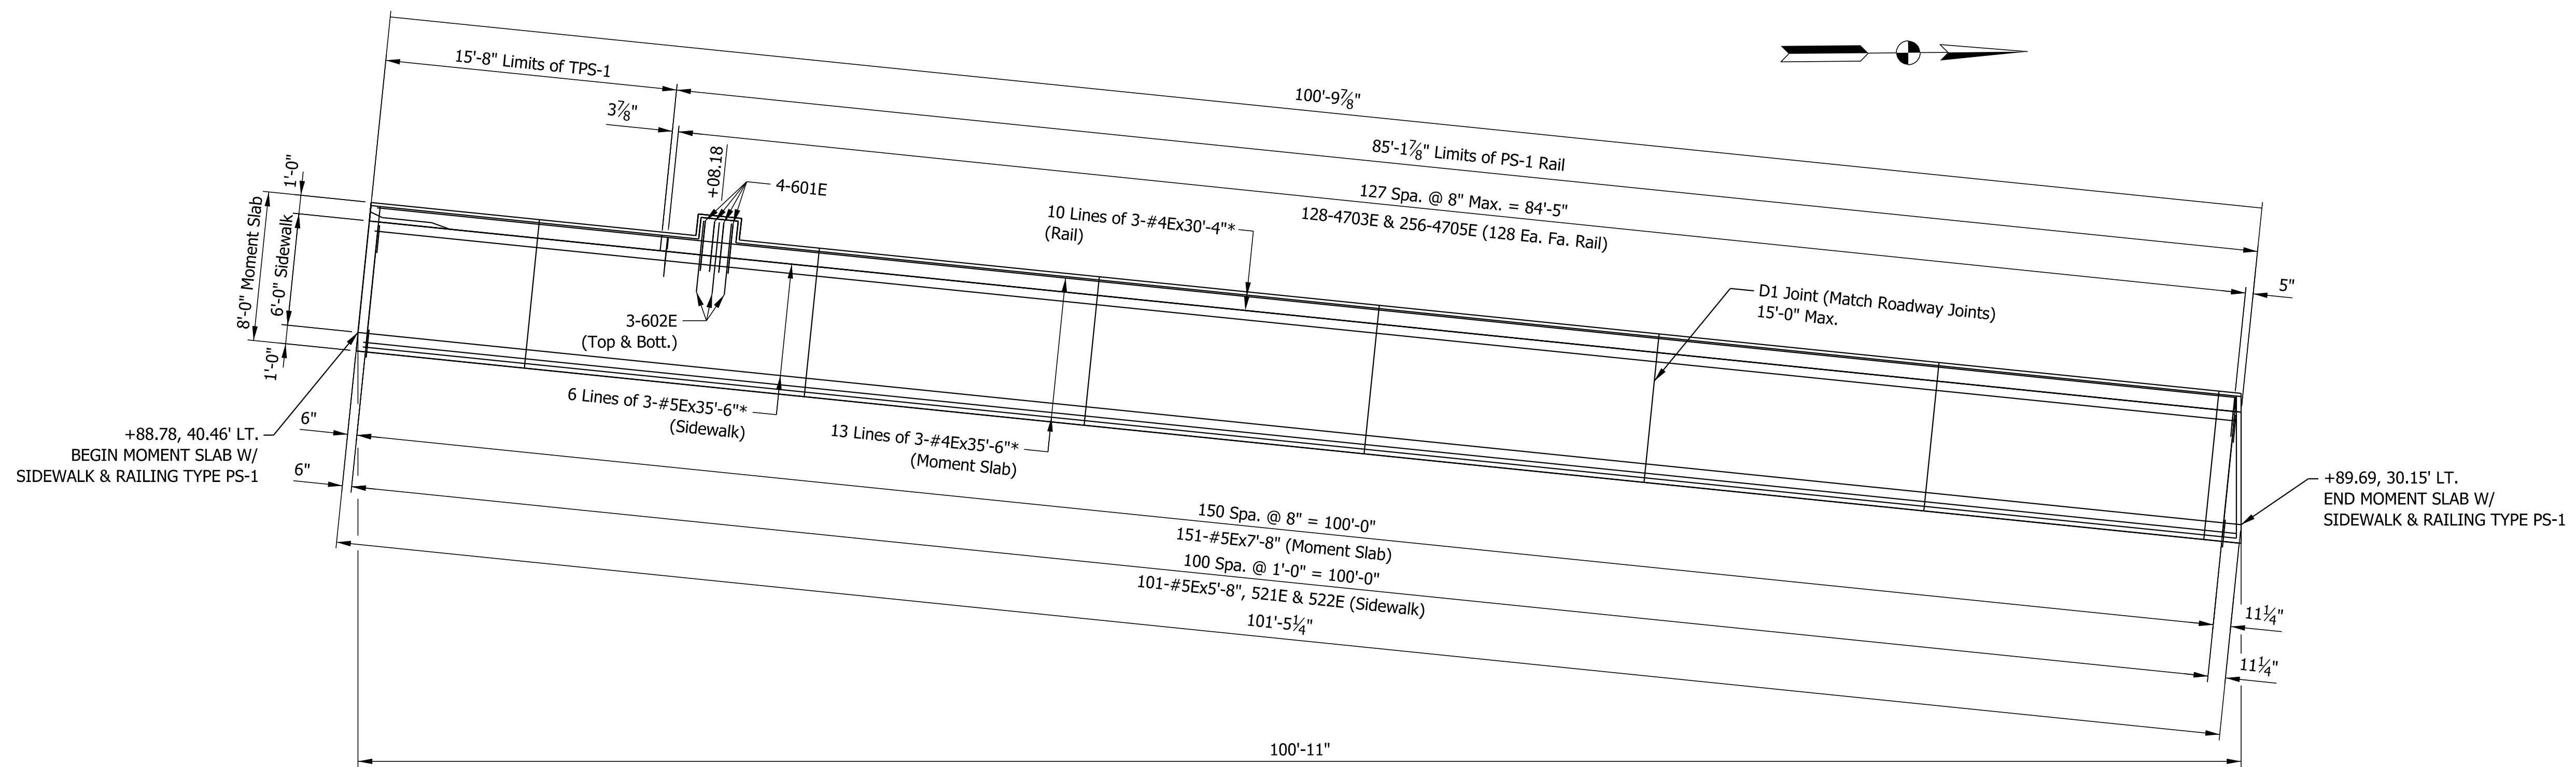 100'-9⅞"
15'-8" Limits of TPS-1
85'-1⅞" Limits of PS-1 Rail
3⅞"
127 Spa. @ 8" Max. = 84'-5"
128-4703E & 256-4705E (128 Ea. Fa. Rail)
5"
+08.18
4-601E
1'-0"
6'-0" Sidewalk
8'-0" Moment Slab
1'-0"
10 Lines of 3-#4Ex30'-4"*
(Rail)
D1 Joint (Match Roadway Joints)
15'-0" Max.
3-602E
(Top & Bott.)
6 Lines of 3-#5Ex35'-6"*
(Sidewalk)
13 Lines of 3-#4Ex35'-6"*
(Moment Slab)
+88.78, 40.46' LT.
BEGIN MOMENT SLAB W/
SIDEWALK & RAILING TYPE PS-1
6"
6"
+89.69, 30.15' LT.
END MOMENT SLAB W/
SIDEWALK & RAILING TYPE PS-1
150 Spa. @ 8" = 100'-0"
151-#5Ex7'-8" (Moment Slab)
11¼"
100 Spa. @ 1'-0" = 100'-0"
101-#5Ex5'-8", 521E & 522E (Sidewalk)
11¼"
101'-5¼"
100'-11"